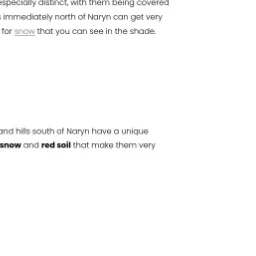 especially distinct, with them being covered
immediately north of Naryn can get very
for snow that you can see in the shade.
and hills south of Naryn have a unique
snow and red soil that make them very